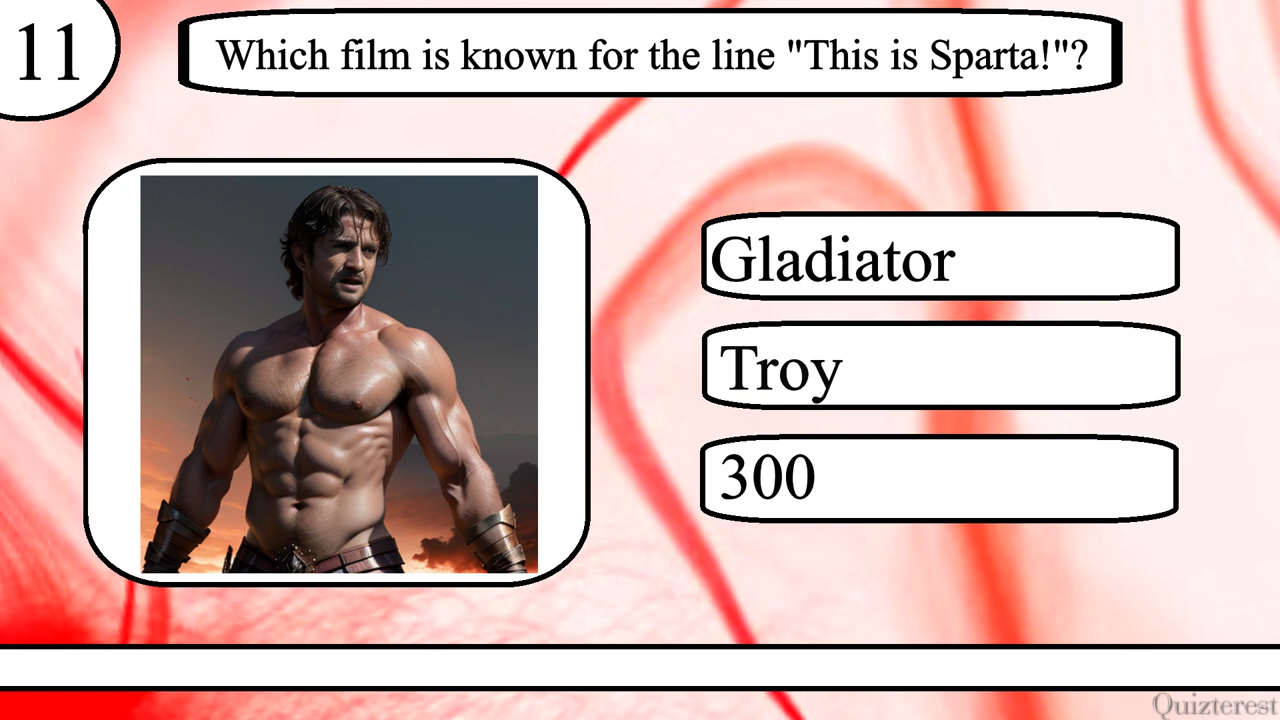 11
Which film is known for the line "This is Sparta!"?
Gladiator
Troy
300
Quizterest